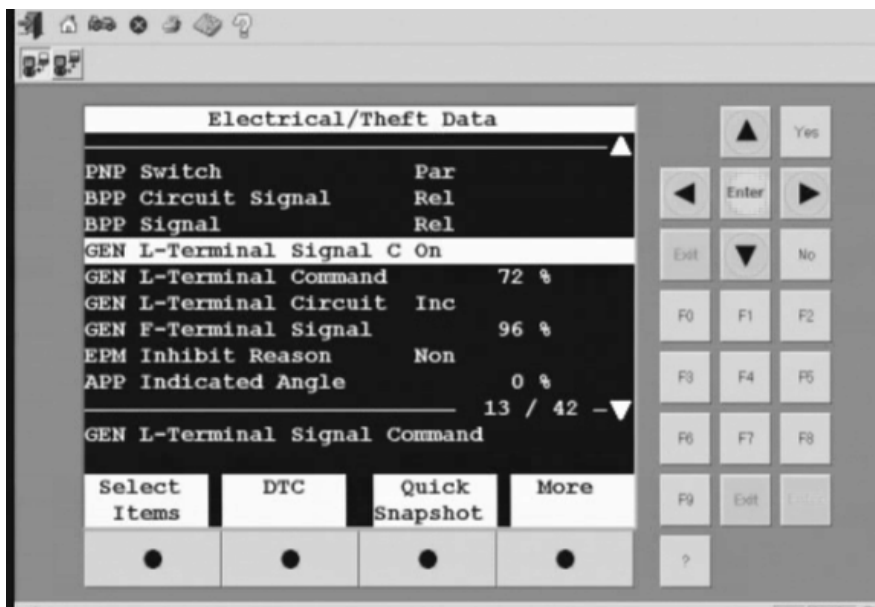 Electrical/Theft Data
PNP Switch Par
BPP Circuit Signal Rel
BPP Signal Rel
GEN L-Terminal Signal C On
GEN L-Terminal Command 72 %
GEN L-Terminal Circuit Inc
GEN F-Terminal Signal 96 %
EPM Inhibit Reason Non
APP Indicated Angle 0 %
13 / 42
GEN L-Terminal Signal Command
Select Items
DTC
Quick Snapshot
More
Yes
Enter
Exit
No
F0 F1 F2
F3 F4 F5
F6 F7 F8
F9 Exit Enter
?